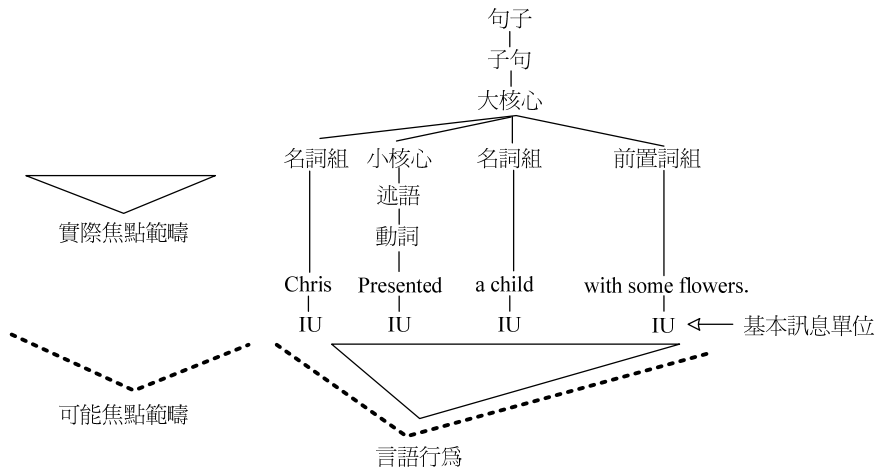 句子
子句
大核心
名詞組 小核心 名詞組 前置詞組
述語
實際焦點範疇
動詞
Chris Presented a child with some flowers.
IU IU IU IU 基本訊息單位
可能焦點範疇
言語行為